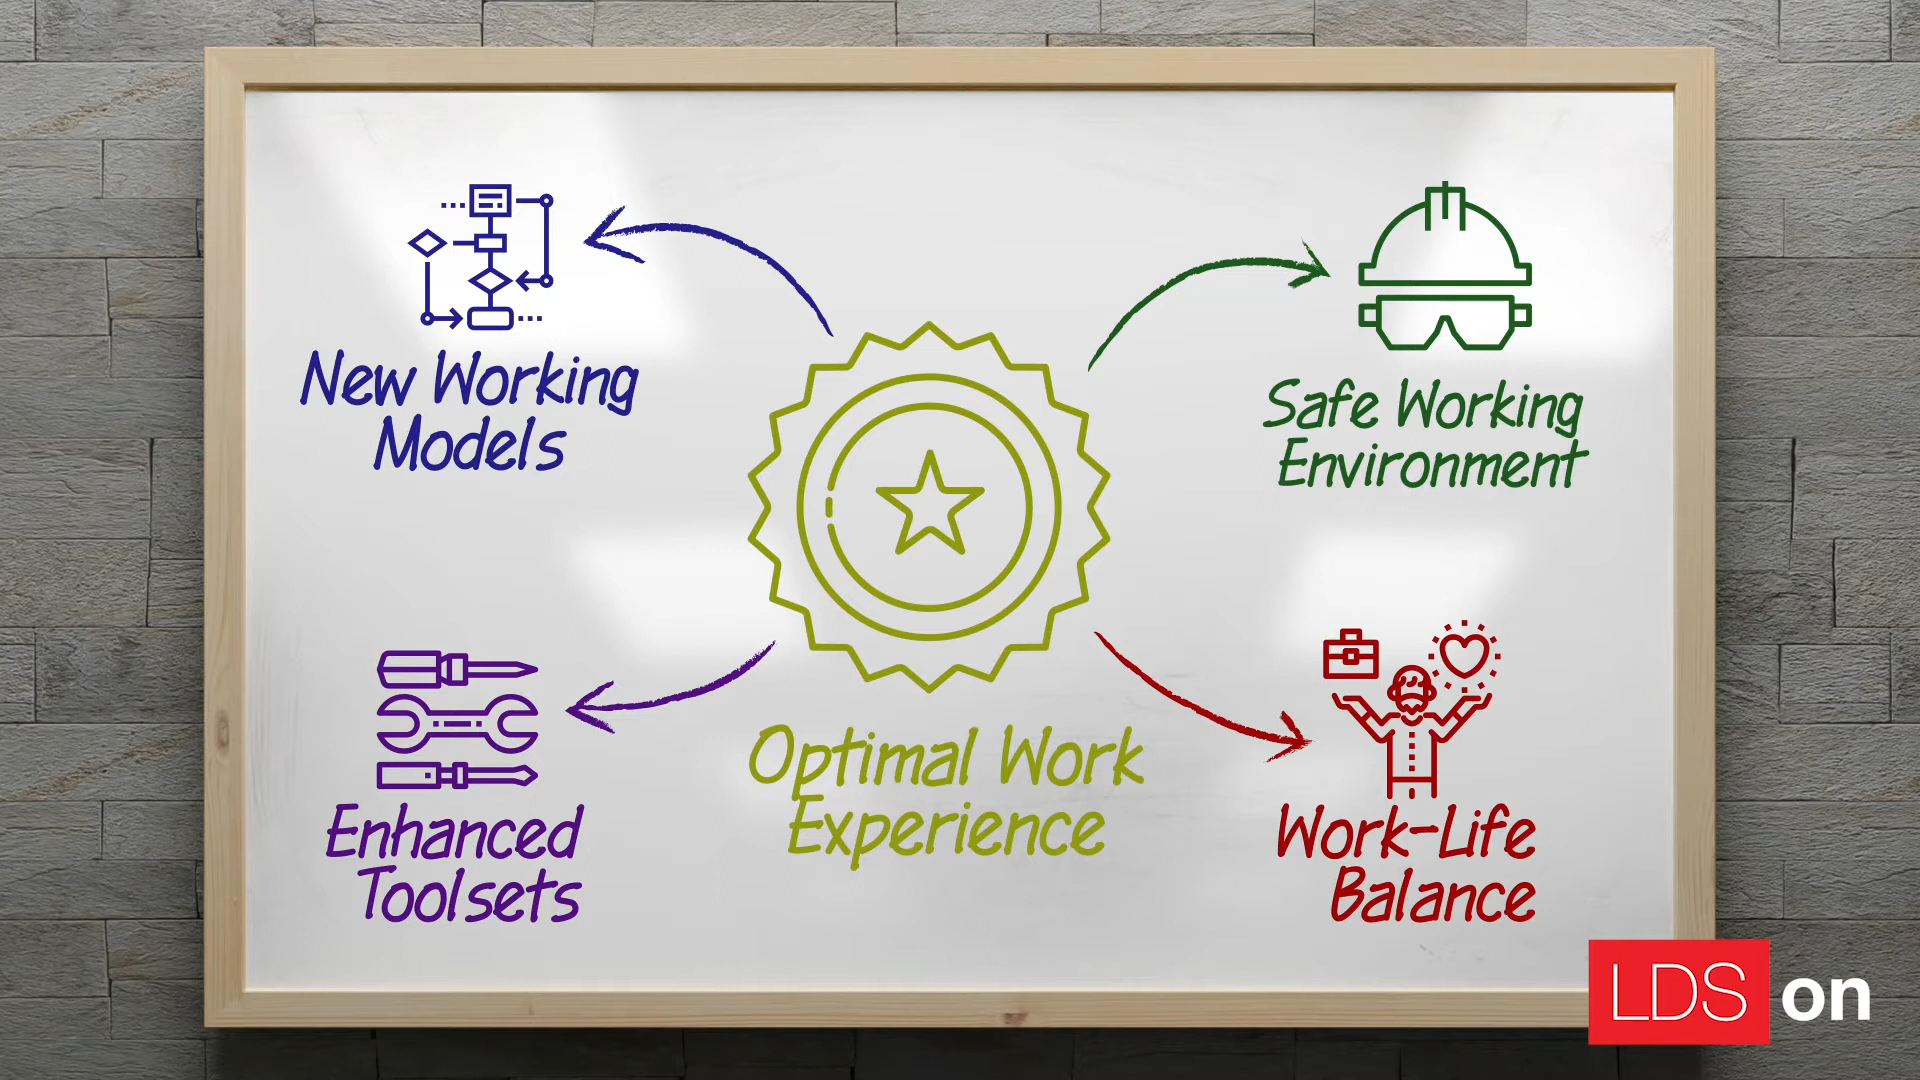 New Working
Models
Safe Working
Environment
Optimal Work
Experience
Enhanced
Toolsets
Work-Life
Balance
LDS on